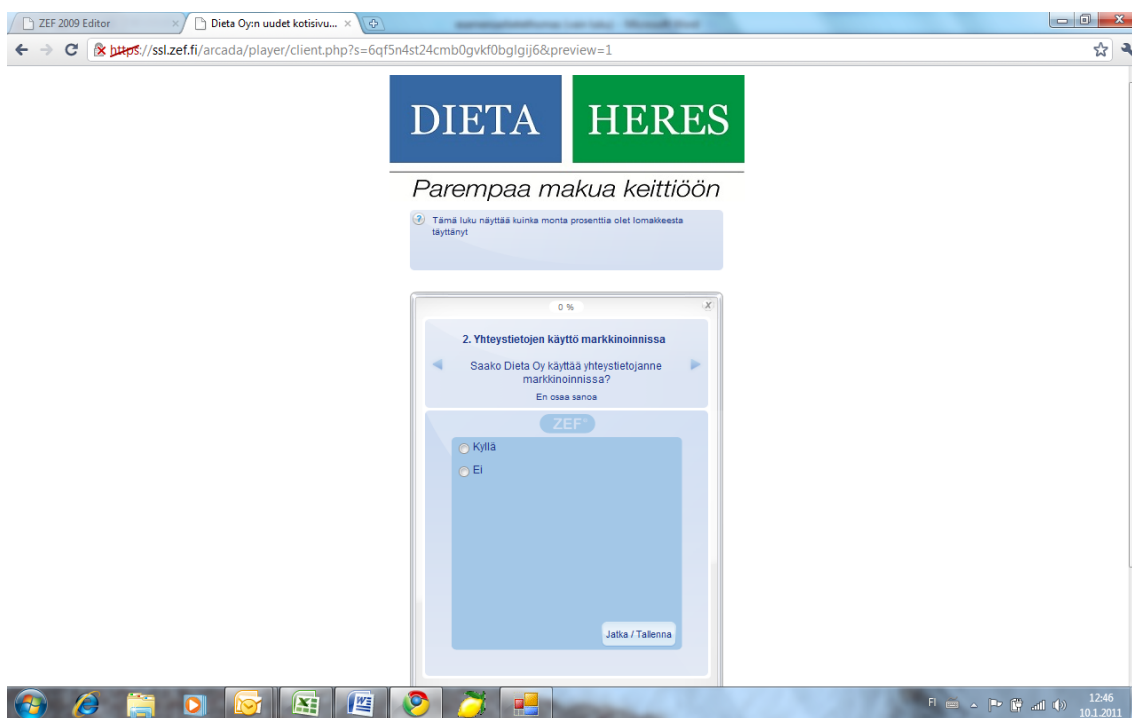 ZEF 2009 Editor
Dieta Oy:n uudet kotisivu...
https://ssl.zef.fi/arcada/player/client.php?s=6qf5n4st24cmb0gvkf0bglgij6&preview=1
DIETA HERES
Parempaa makua keittiöön
Tämä luku näyttää kuinka monta prosenttia olet lomakkeesta
täyttänyt
0 %
X
2. Yhteystietojen käyttö markkinoinnissa
Saako Dieta Oy käyttää yhteystietojanne
markkinoinnissa?
En osaa sanoa
ZEF
Kyllä
Ei
Jatka / Tallenna
FI
12:46
10.1.2011